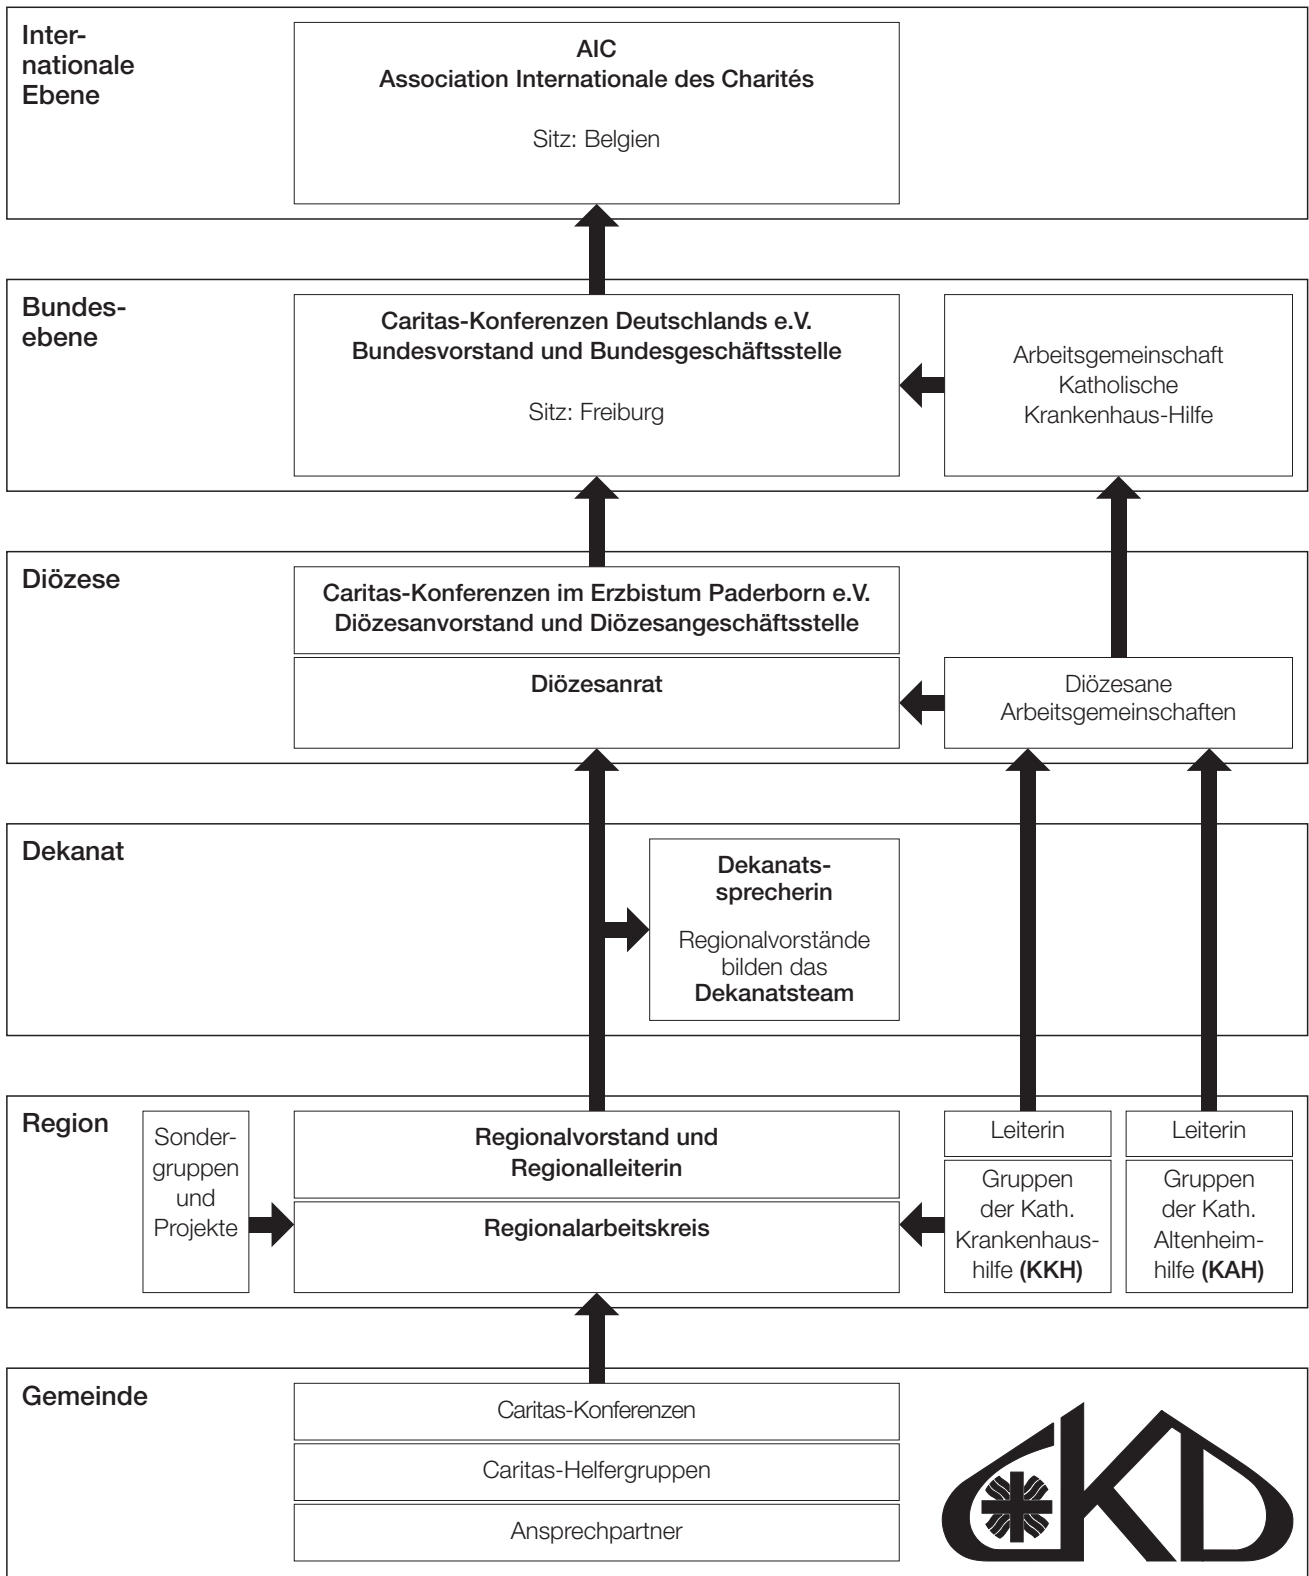 Inter-
nationale
Ebene
AIC
Association Internationale des Charités
Sitz: Belgien
Bundes-
ebene
Caritas-Konferenzen Deutschlands e.V.
Bundesvorstand und Bundesgeschäftsstelle
Sitz: Freiburg
Arbeitsgemeinschaft
Katholische
Krankenhaus-Hilfe
Diözese
Caritas-Konferenzen im Erzbistum Paderborn e.V.
Diözesanvorstand und Diözesangeschäftsstelle
Diözesanrat
Diözesane
Arbeitsgemeinschaften
Dekanat
Dekanats-
sprecherin
Regionalvorstände
bilden das
Dekanatsteam
Region
Sonder-
gruppen
und
Projekte
Regionalvorstand und
Regionalleiterin
Regionalarbeitskreis
Leiterin
Gruppen
der Kath.
Krankenhaus-
hilfe (KKH)
Leiterin
Gruppen
der Kath.
Altenheim-
hilfe (KAH)
Gemeinde
Caritas-Konferenzen
Caritas-Helfergruppen
Ansprechpartner
CKD